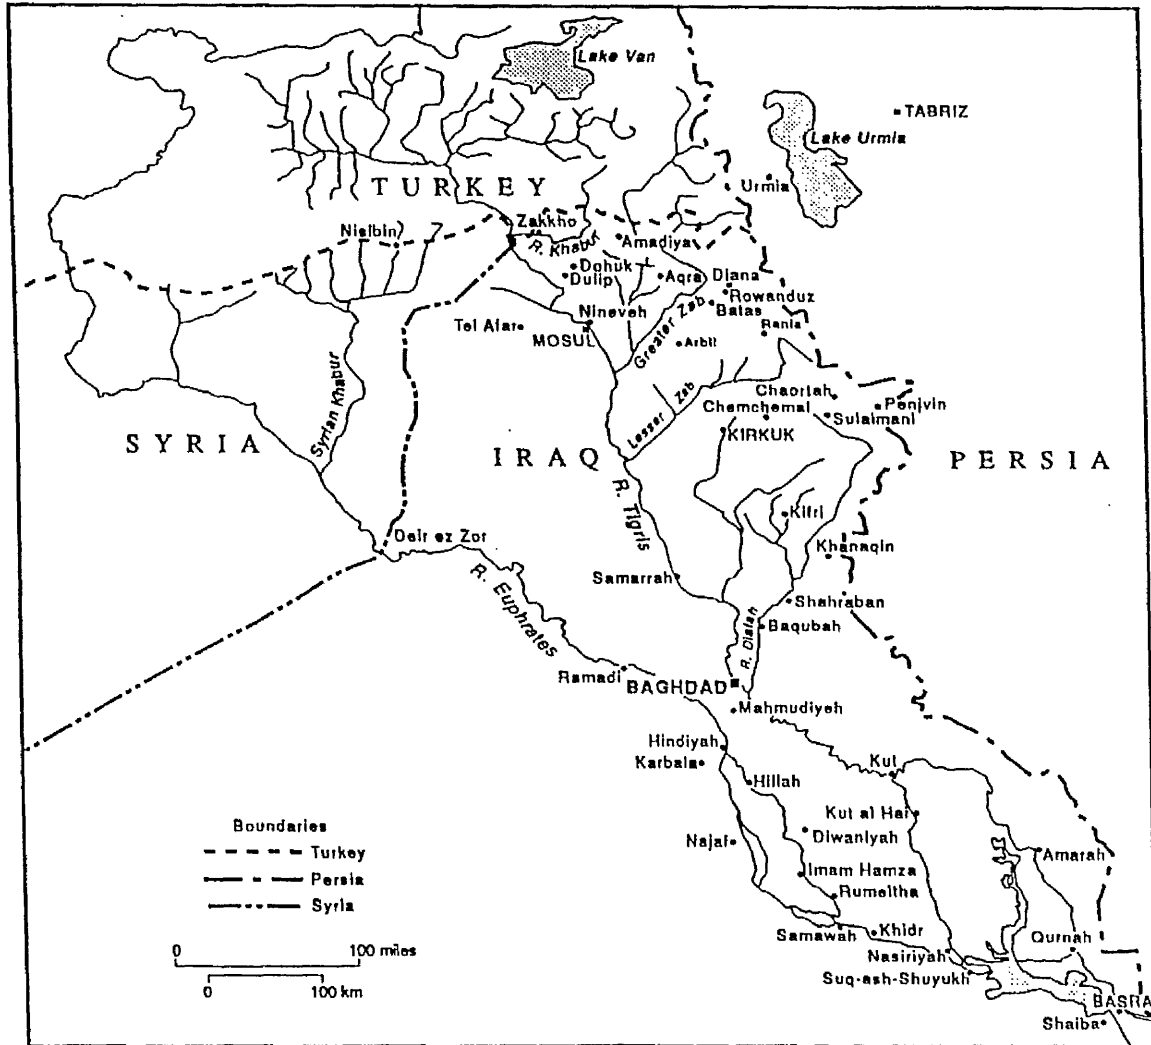 Lake Van
TABRIZ
Lake Urmia
TURKEY
Urmia
Zakkho
Nisibin
R. Khabur
Amadiya
Dohuk
Dulip
Aqra
Diana
Rowanduz
Batas
Nineveh
Greater Zab
Rania
Tel Afar
MOSUL
Arbil
Syrian Khabur
Lesser Zab
Chaortah
Penjvin
Chemchemal
Sulaimani
SYRIA
IRAQ
KIRKUK
PERSIA
R. Tigris
Kifri
Deir ez Zor
Khanaqin
R. Euphrates
Samarrah
Shahraban
R. Dialah
Baqubah
Ramadi
BAGHDAD
Mahmudiyeh
Hindiyah
Karbala
Kut
Hillah
Kut al Hai
Boundaries
Najaf
Diwaniyah
Turkey
Amarah
Persia
Imam Hamza
Syria
Rumeitha
0 100 miles
Samawah
Khidr
Qurnah
Nasiriyah
0 100 km
Suq-ash-Shuyukh
BASRA
Shaiba